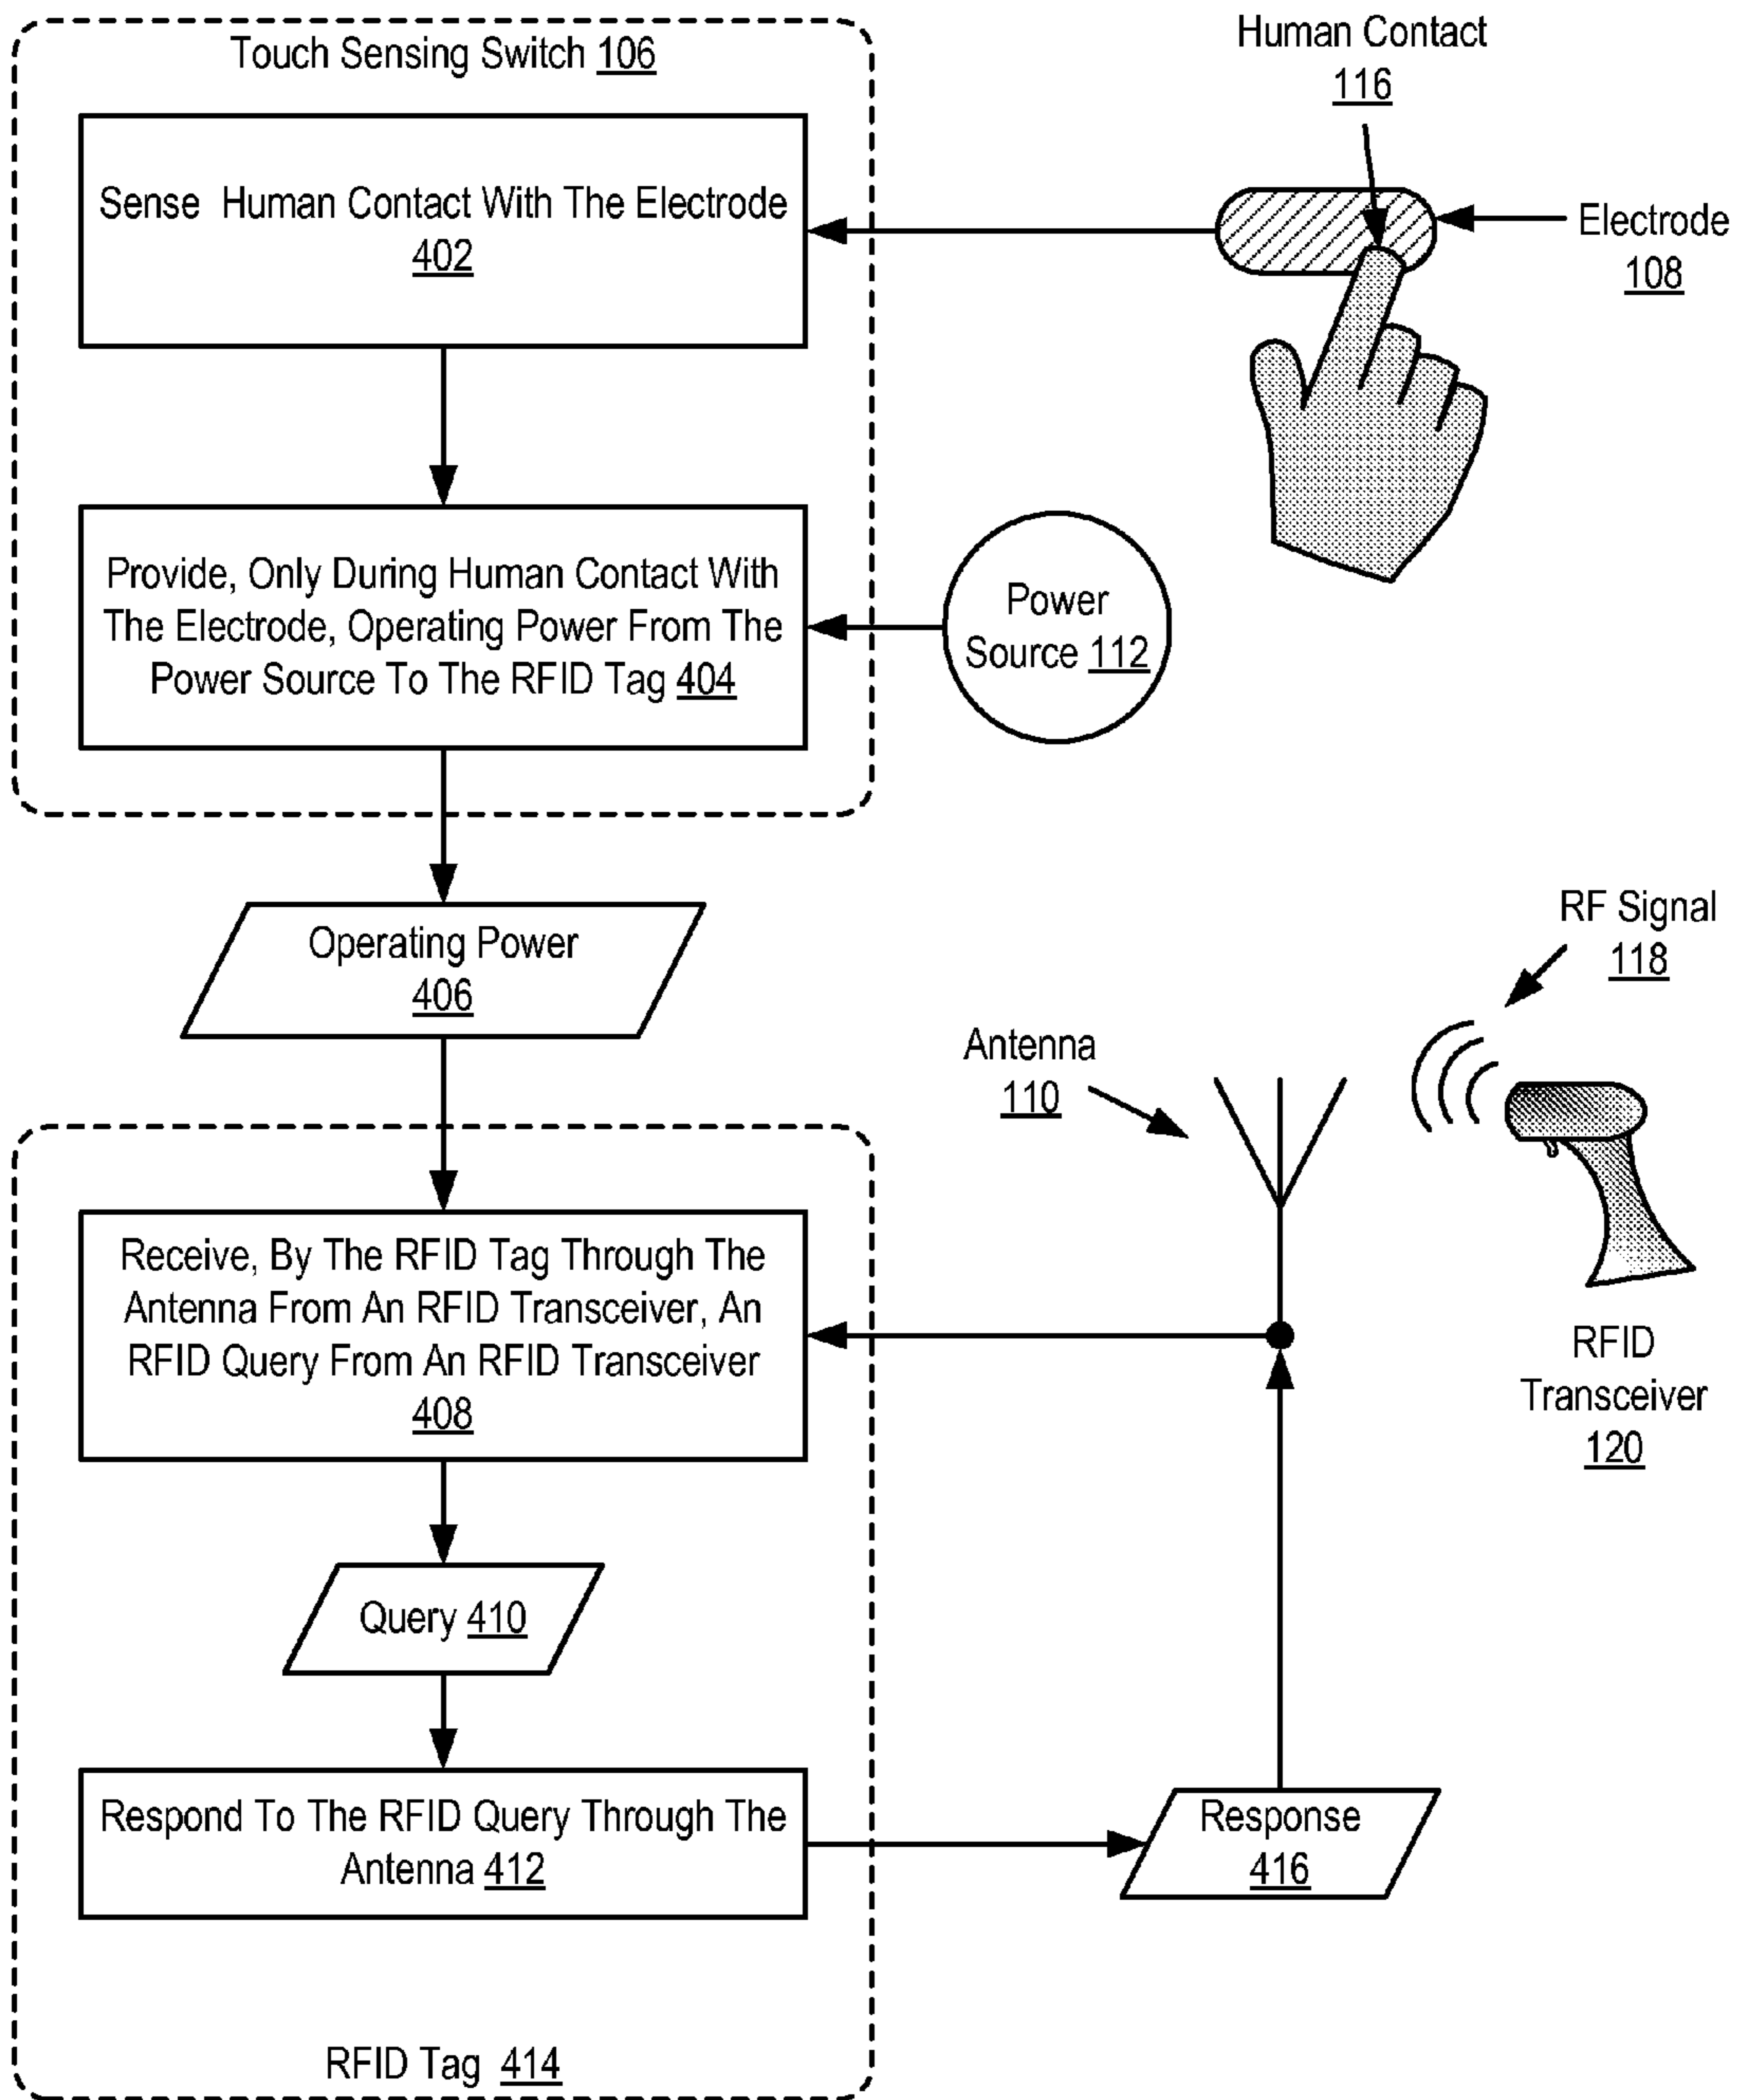 Touch Sensing Switch 106
Human Contact
116
Sense Human Contact With The Electrode
402
Electrode
108
Provide, Only During Human Contact With
The Electrode, Operating Power From The
Power Source To The RFID Tag 404
Power
Source 112
Operating Power
406
RF Signal
118
Antenna
110
Receive, By The RFID Tag Through The
Antenna From An RFID Transceiver, An
RFID Query From An RFID Transceiver
408
RFID
Transceiver
120
Query 410
Respond To The RFID Query Through The
Antenna 412
Response
416
RFID Tag 414